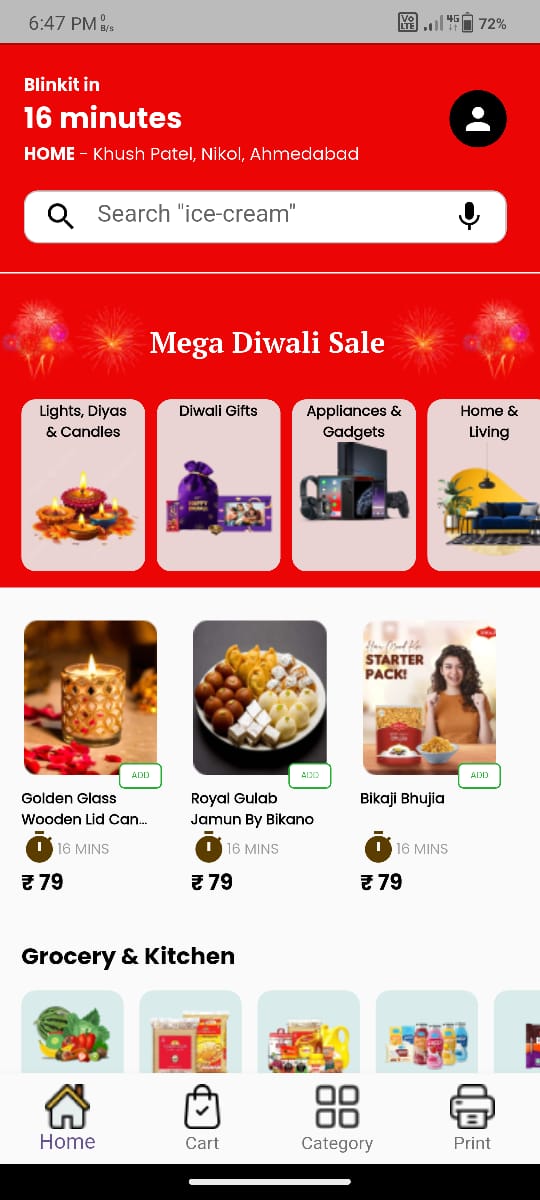 6:47 PM 0 B/s Vo LTE 4G 72%
Blinkit in
16 minutes
HOME - Khush Patel, Nikol, Ahmedabad
Search "ice-cream"
Mega Diwali Sale
Lights, Diyas
& Candles
Diwali Gifts
Appliances &
Gadgets
Home &
Living
STARTER
PACK!
ADD
ADD
ADD
Golden Glass
Wooden Lid Can...
Royal Gulab
Jamun By Bikano
Bikaji Bhujia
16 MINS
16 MINS
16 MINS
₹ 79
₹ 79
₹ 79
Grocery & Kitchen
Home
Cart
Category
Print